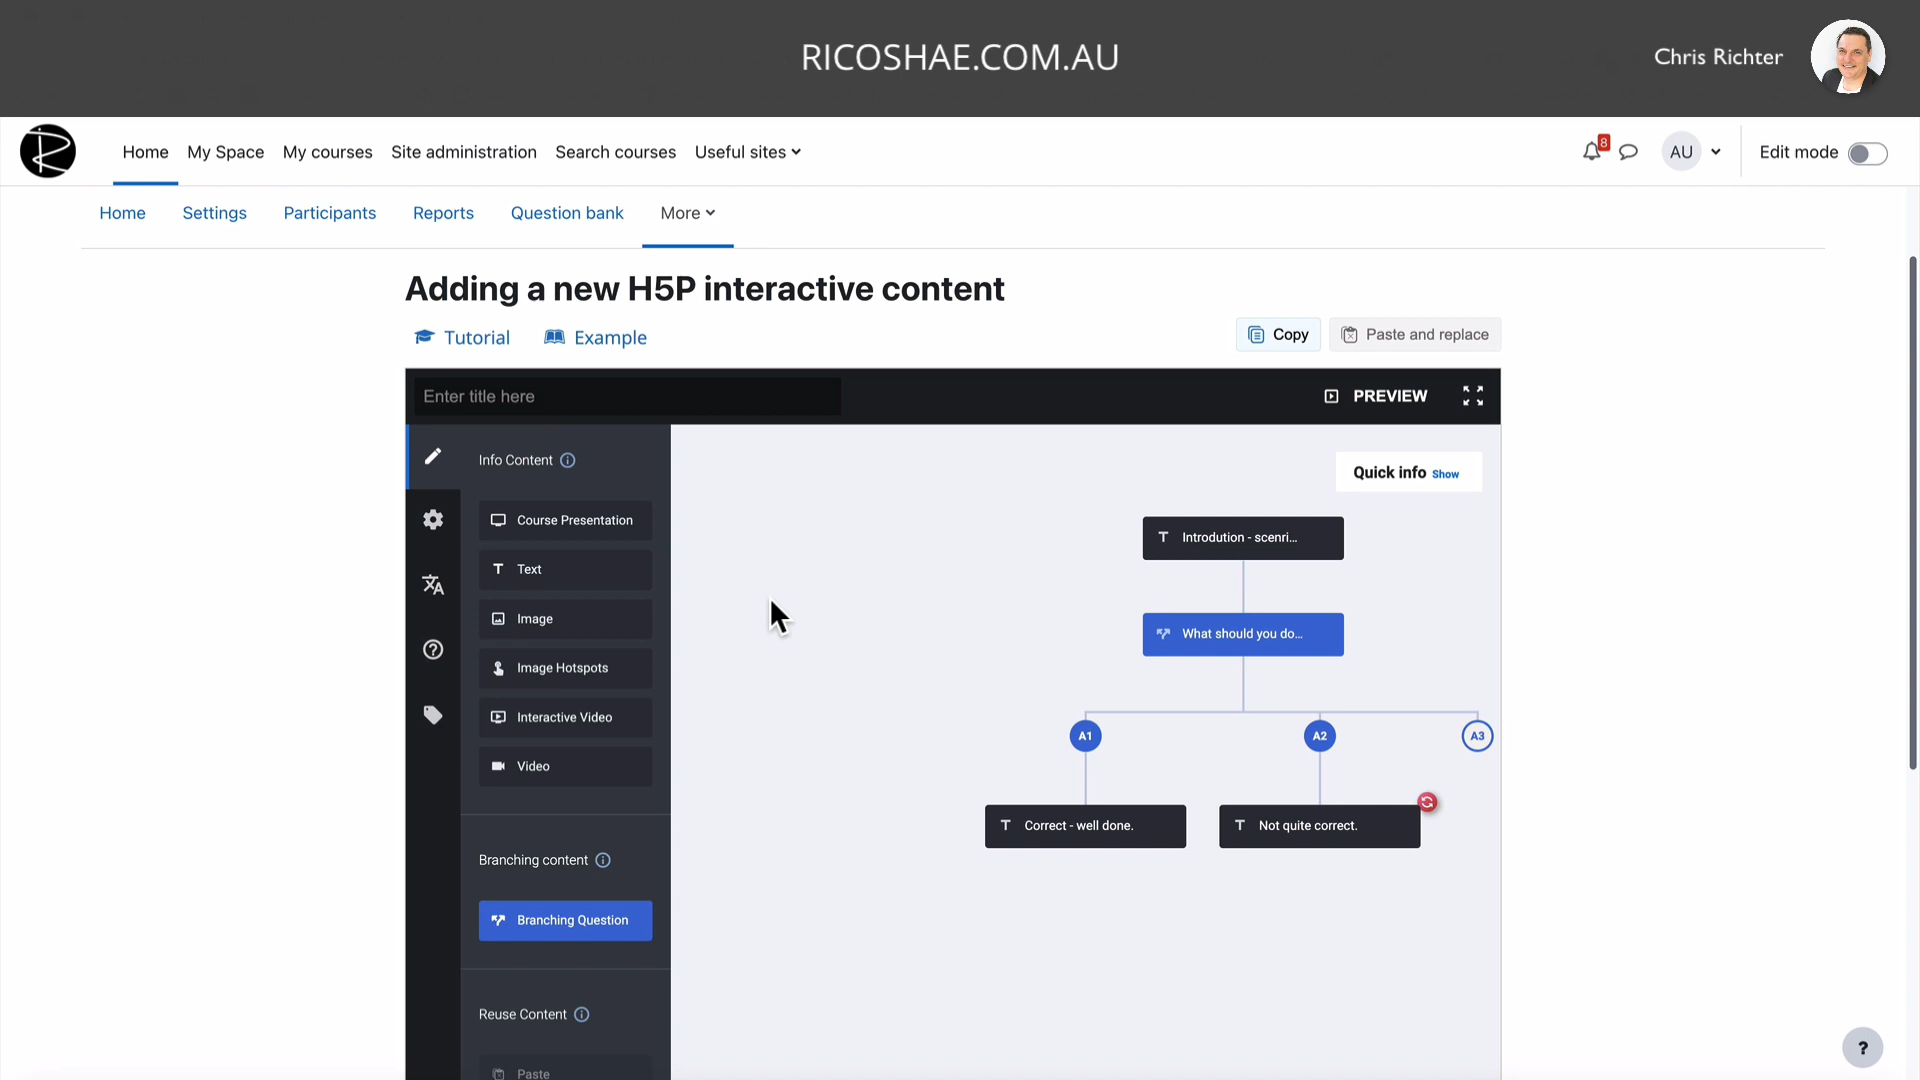 RICOSHAE.COM.AU
Chris Richter
Home My Space My courses Site administration Search courses Useful sites
8
AU
Edit mode
Home Settings Participants Reports Question bank More
Adding a new H5P interactive content
Tutorial Example
Copy Paste and replace
Enter title here
PREVIEW
Info Content
Course Presentation
Text
Image
Image Hotspots
Interactive Video
Video
Branching content
Branching Question
Reuse Content
Paste
Quick info Show
Introdution - scenri...
What should you do...
A1 A2 A3
Correct - well done. Not quite correct.
?